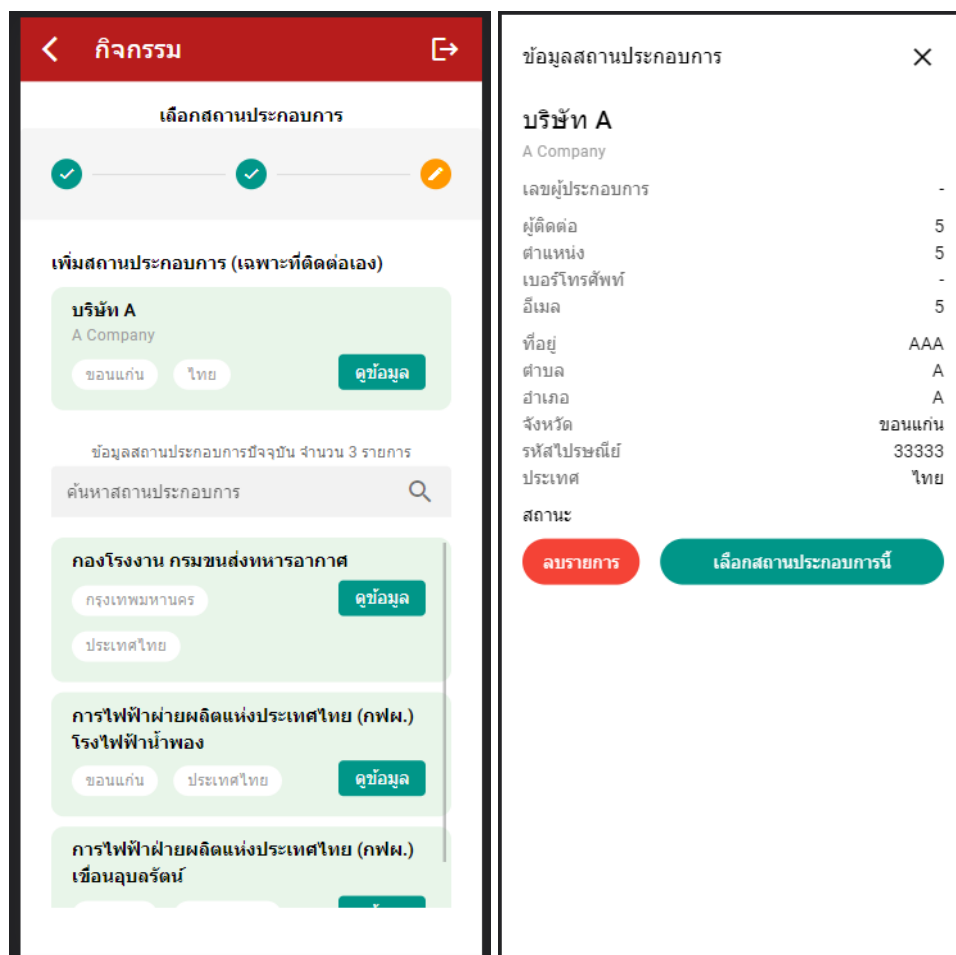 กิจกรรม
เลือกสถานประกอบการ
เพิ่มสถานประกอบการ (เฉพาะที่ติดต่อเอง)
บริษัท A
A Company
ขอนแก่น ไทย ดูข้อมูล
ข้อมูลสถานประกอบการปัจจุบัน จำนวน 3 รายการ
ค้นหาสถานประกอบการ
กองโรงงาน กรมขนส่งทหารอากาศ
กรุงเทพมหานคร ดูข้อมูล
ประเทศไทย
การไฟฟ้าผ่ายผลิตแห่งประเทศไทย (กฟผ.)
โรงไฟฟ้าน้ำพอง
ขอนแก่น ประเทศไทย ดูข้อมูล
การไฟฟ้าฝ่ายผลิตแห่งประเทศไทย (กฟผ.)
เขื่อนอุบลรัตน์
ข้อมูลสถานประกอบการ
บริษัท A
A Company
เลขผู้ประกอบการ -
ผู้ติดต่อ 5
ตำแหน่ง 5
เบอร์โทรศัพท์ -
อีเมล 5
ที่อยู่ AAA
ตำบล A
อำเภอ A
จังหวัด ขอนแก่น
รหัสไปรษณีย์ 33333
ประเทศ ไทย
สถานะ
ลบรายการ เลือกสถานประกอบการนี้